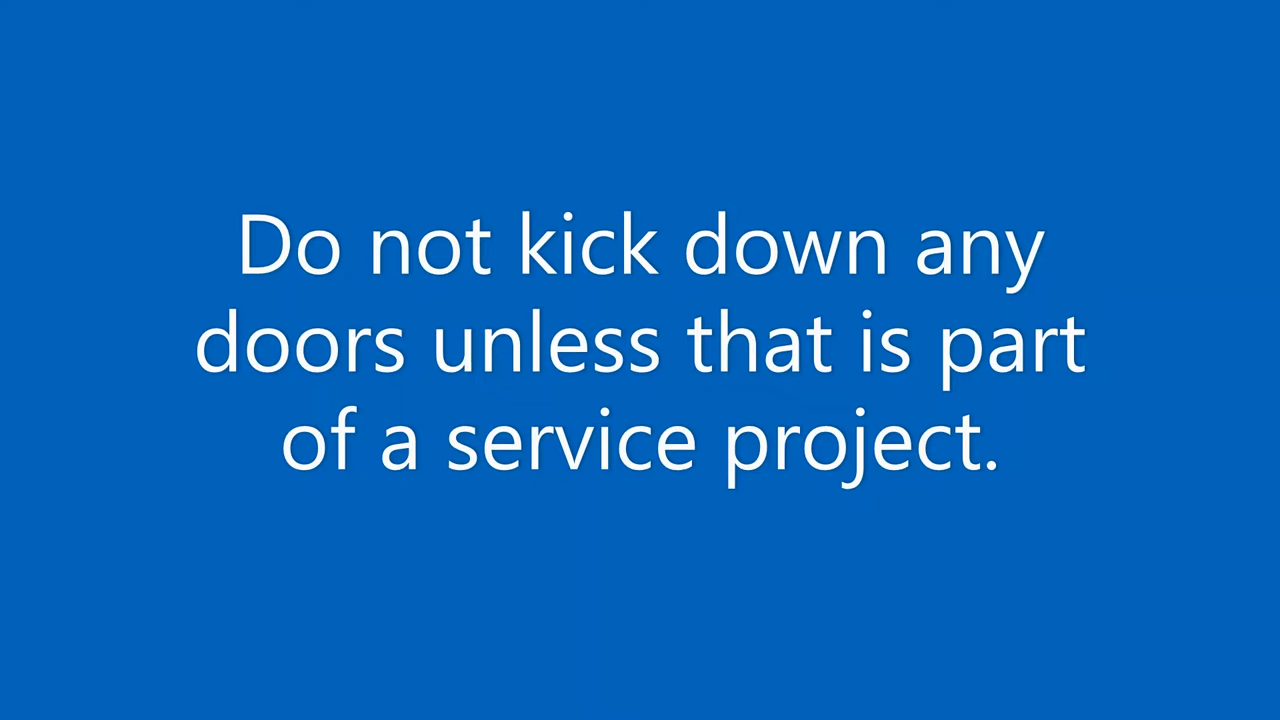 Do not kick down any
doors unless that is part
of a service project.